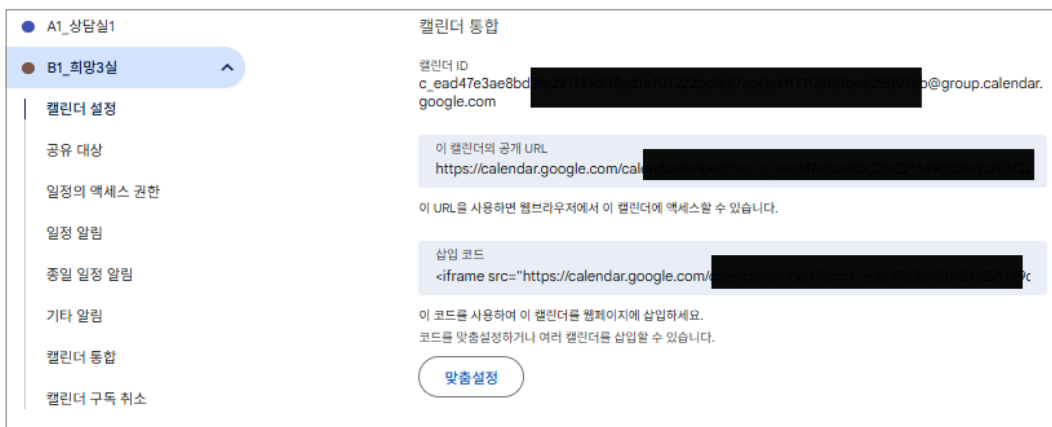 A1_상담실1
B1_희망3실
캘린더 설정
공유 대상
일정의 액세스 권한
일정 알림
종일 일정 알림
기타 알림
캘린더 통합
캘린더 구독 취소
캘린더 통합
캘린더 ID
c_ead47e3ae8bd
@group.calendar.
google.com
이 캘린더의 공개 URL
https://calendar.google.com/cale
이 URL을 사용하면 웹브라우저에서 이 캘린더에 액세스할 수 있습니다.
삽입 코드
<iframe src="https://calendar.google.com/
이 코드를 사용하여 이 캘린더를 웹페이지에 삽입하세요.
코드를 맞춤설정하거나 여러 캘린더를 삽입할 수 있습니다.
맞춤설정